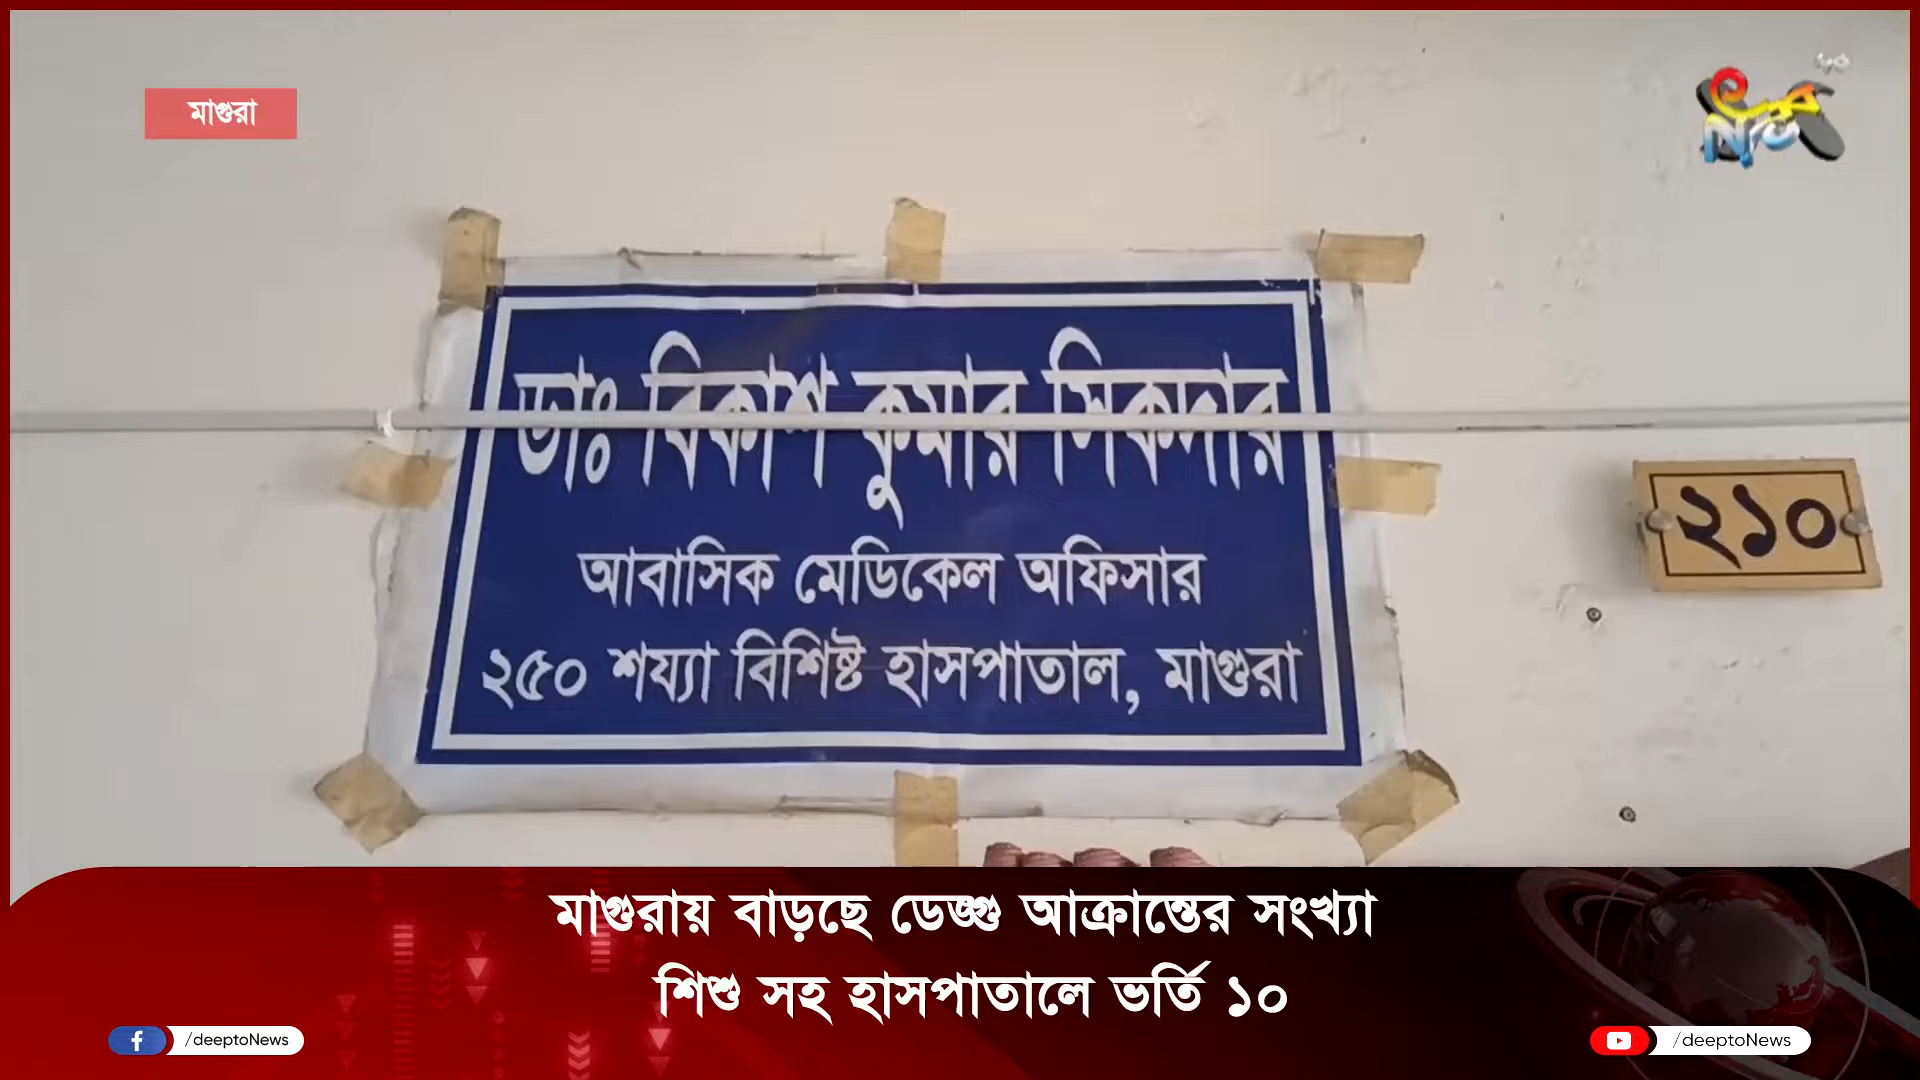 মাগুরা
ডাঃ বিকাশ কুমার সিকদার
আবাসিক মেডিকেল অফিসার
২৫০ শয্যা বিশিষ্ট হাসপাতাল, মাগুরা
২১০
মাগুরায় বাড়ছে ডেঙ্গু আক্রান্তের সংখ্যা
শিশু সহ হাসপাতালে ভর্তি ১০
/deeptoNews
/deeptoNews